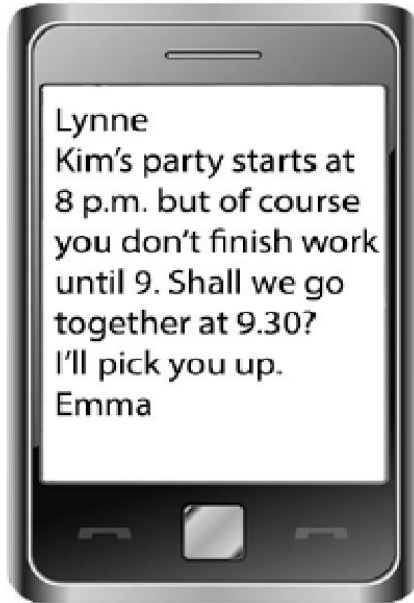 Lynne
Kim's party starts at
8 p.m. but of course
you don't finish work
until 9. Shall we go
together at 9.30?
I'll pick you up.
Emma